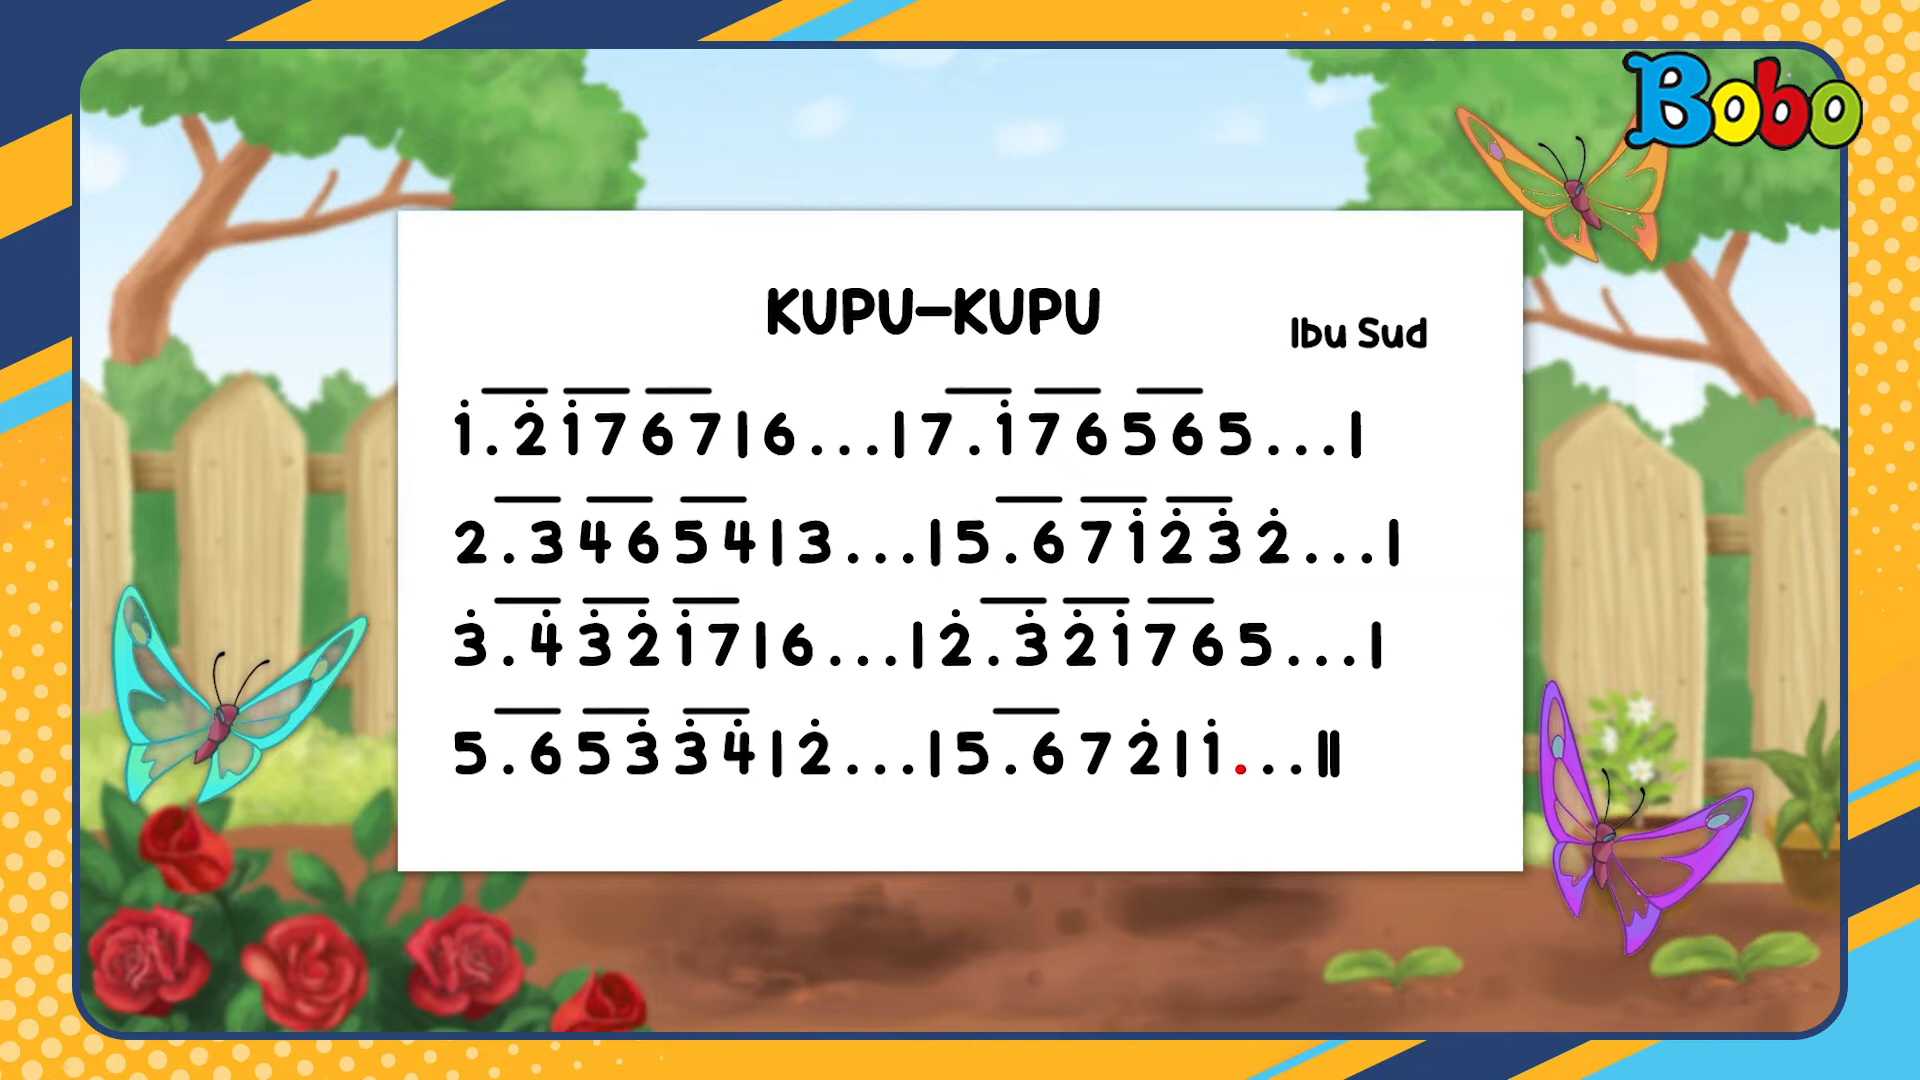 Bobo
KUPU-KUPU
Ibu Sud
1̇ . 2̇ 1̇ 7 6 7 | 6 . . . | 7 . 1̇ 7 6 5 6 5 . . . |
2 . 3 4 6 5 4 | 3 . . . | 5 . 6 7 1̇ 2̇ 3̇ 2̇ . . . |
3̇ . 4̇ 3̇ 2̇ 1̇ 7 | 6 . . . | 2̇ . 3̇ 2̇ 1̇ 7 6 5 . . . |
5 . 6 5 3̇ 3̇ 4̇ | 2̇ . . . | 5 . 6 7 2̇ | 1̇ . . . ||